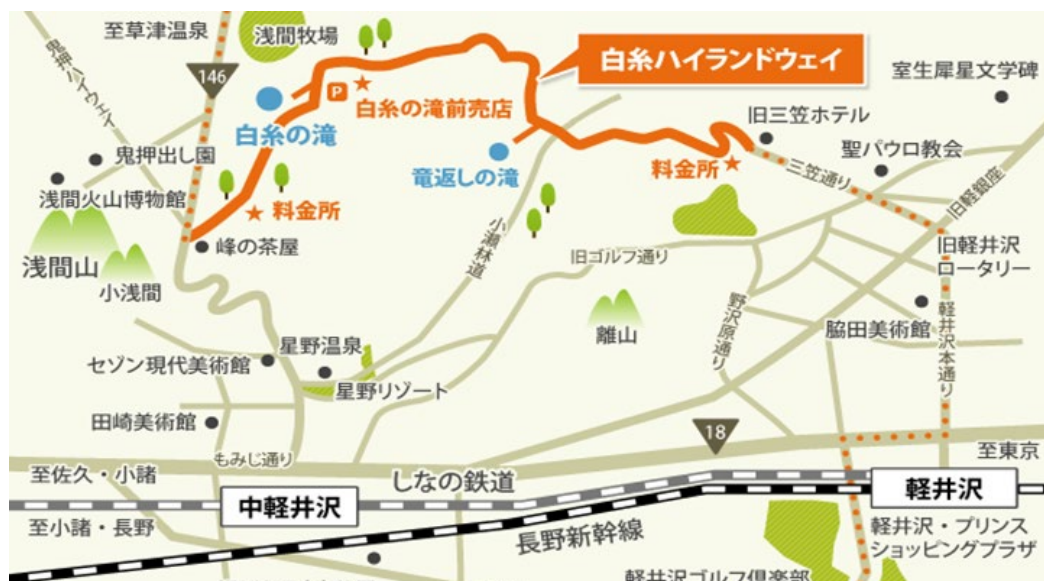 至草津温泉
浅間牧場
鬼押ハイウェイ
146
白糸ハイランドウェイ
室生犀星文学碑
P
白糸の滝前売店
白糸の滝
旧三笠ホテル
鬼押出し園
竜返しの滝
料金所
聖パウロ教会
三笠通り
旧軽銀座
浅間火山博物館
料金所
峰の茶屋
浅間山
小浅間
小瀬林道
旧ゴルフ通り
旧軽井沢
ロータリー
離山
野沢原通り
脇田美術館
軽井沢本通り
星野温泉
セゾン現代美術館
星野リゾート
田崎美術館
もみじ通り
18
至東京
至佐久・小諸
しなの鉄道
中軽井沢
軽井沢
至小諸・長野
長野新幹線
軽井沢・プリンス
ショッピングプラザ
軽井沢ゴルフ倶楽部